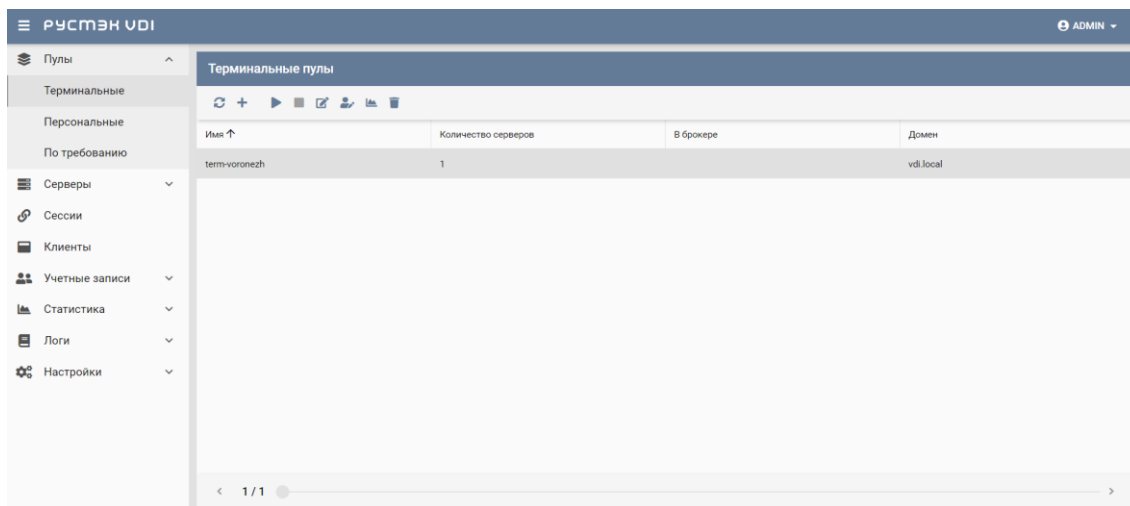 РУСТЭК VDI
ADMIN
Пулы
Терминальные
Персональные
По требованию
Серверы
Сессии
Клиенты
Учетные записи
Статистика
Логи
Настройки
Терминальные пулы
Имя Количество серверов В брокере Домен
term-voronezh 1 vdi.local
1 / 1